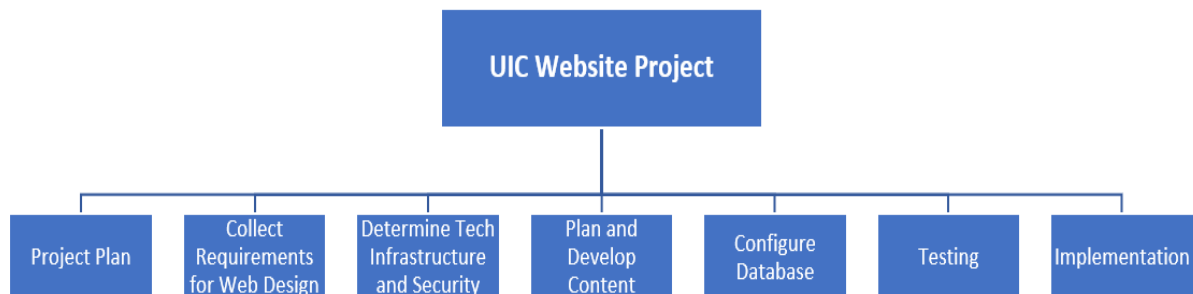 UIC Website Project
Project Plan
Collect
Requirements
for Web Design
Determine Tech
Infrastructure
and Security
Plan and
Develop
Content
Configure
Database
Testing
Implementation